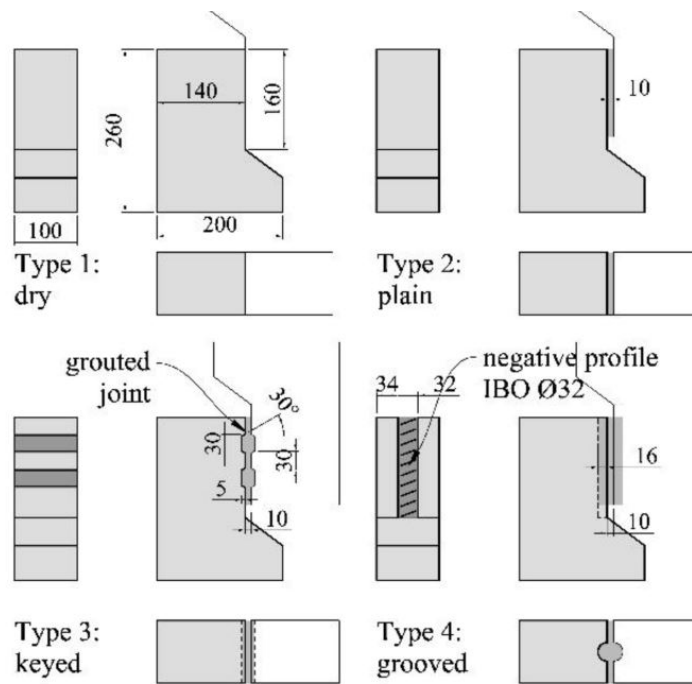 140
160
260
10
100
200
Type 1:
dry
Type 2:
plain
grouted
joint
30°
30
30
5
10
negative profile
IBO Ø32
34
32
16
10
Type 3:
keyed
Type 4:
grooved